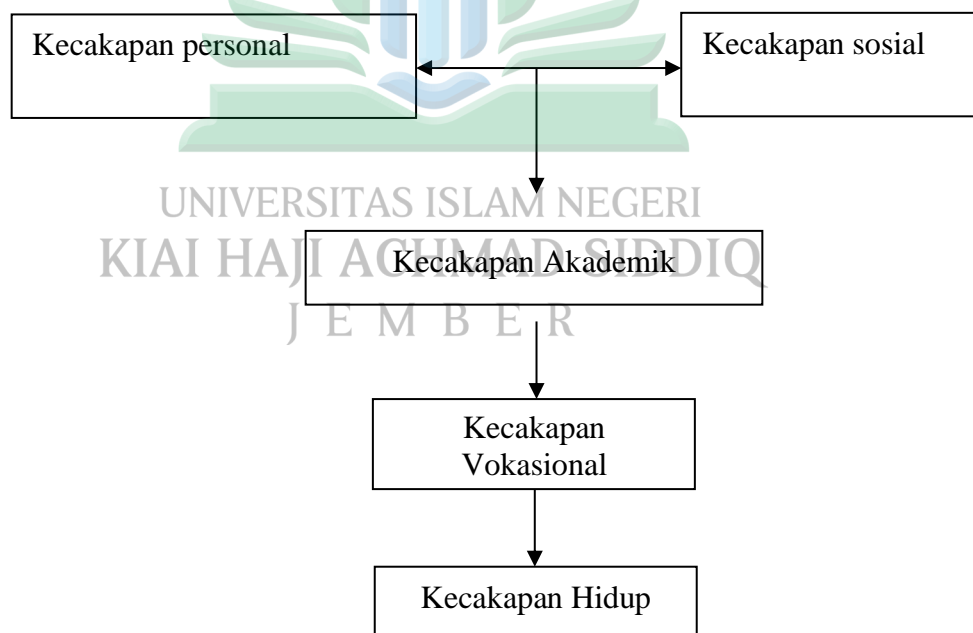 Kecakapan personal
Kecakapan sosial
UNIVERSITAS ISLAM NEGERI
KIAI HAJI ACHMAD SIDDIQ
Kecakapan Akademik
J E M B E R
Kecakapan
Vokasional
Kecakapan Hidup